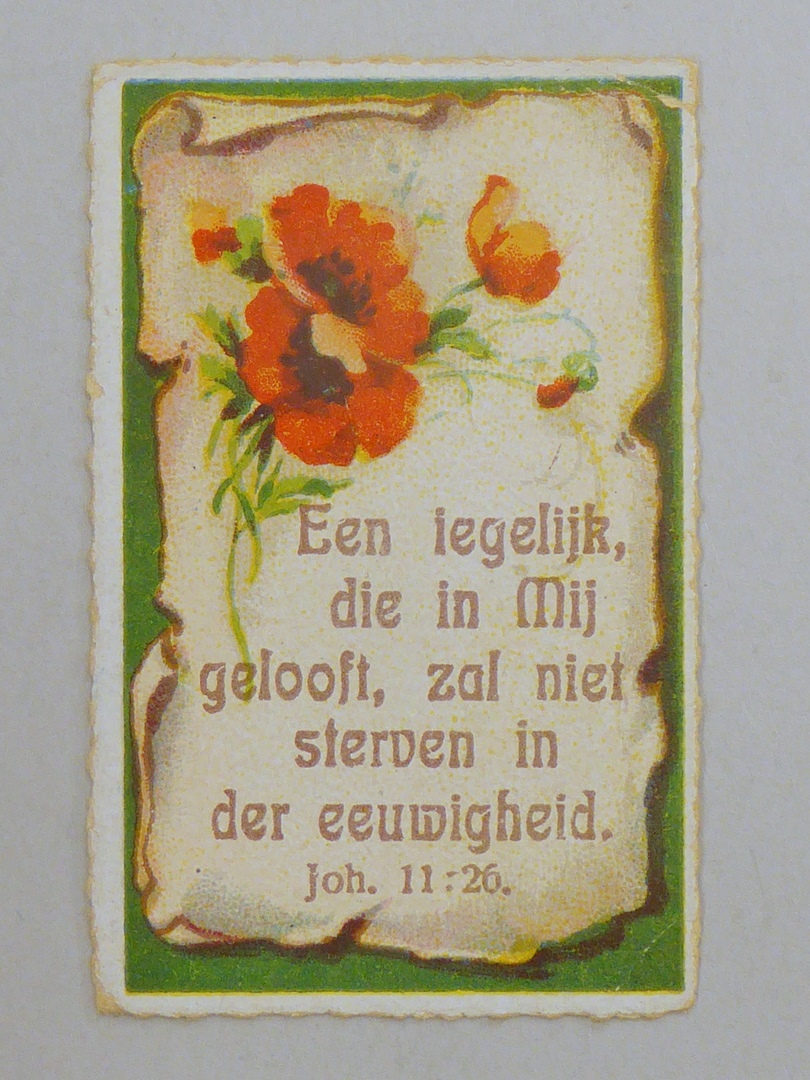 Een iegelijk,
die in Mij
gelooft, zal niet
sterven in
der eeuwigheid.
Joh. 11:26.